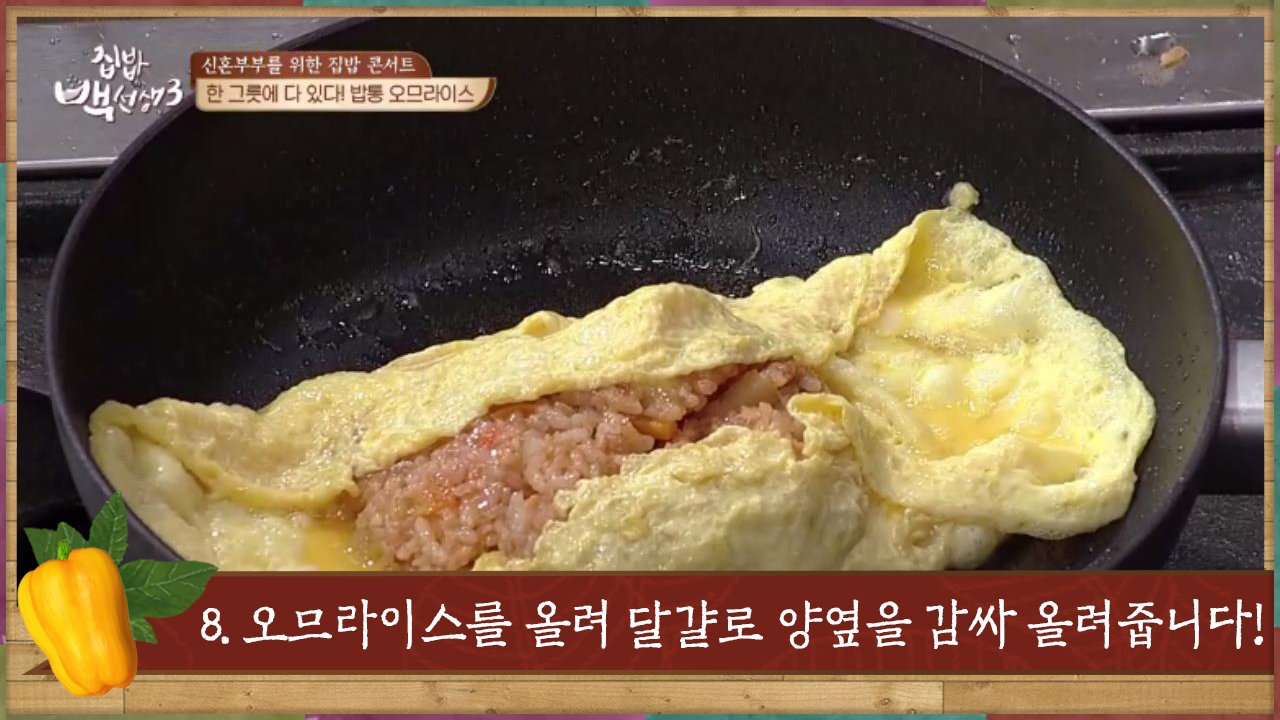 집밥
백선생3
신혼부부를 위한 집밥 콘서트
한 그릇에 다 있다! 밥통 오므라이스
8. 오므라이스를 올려 달걀로 양옆을 감싸 올려줍니다!